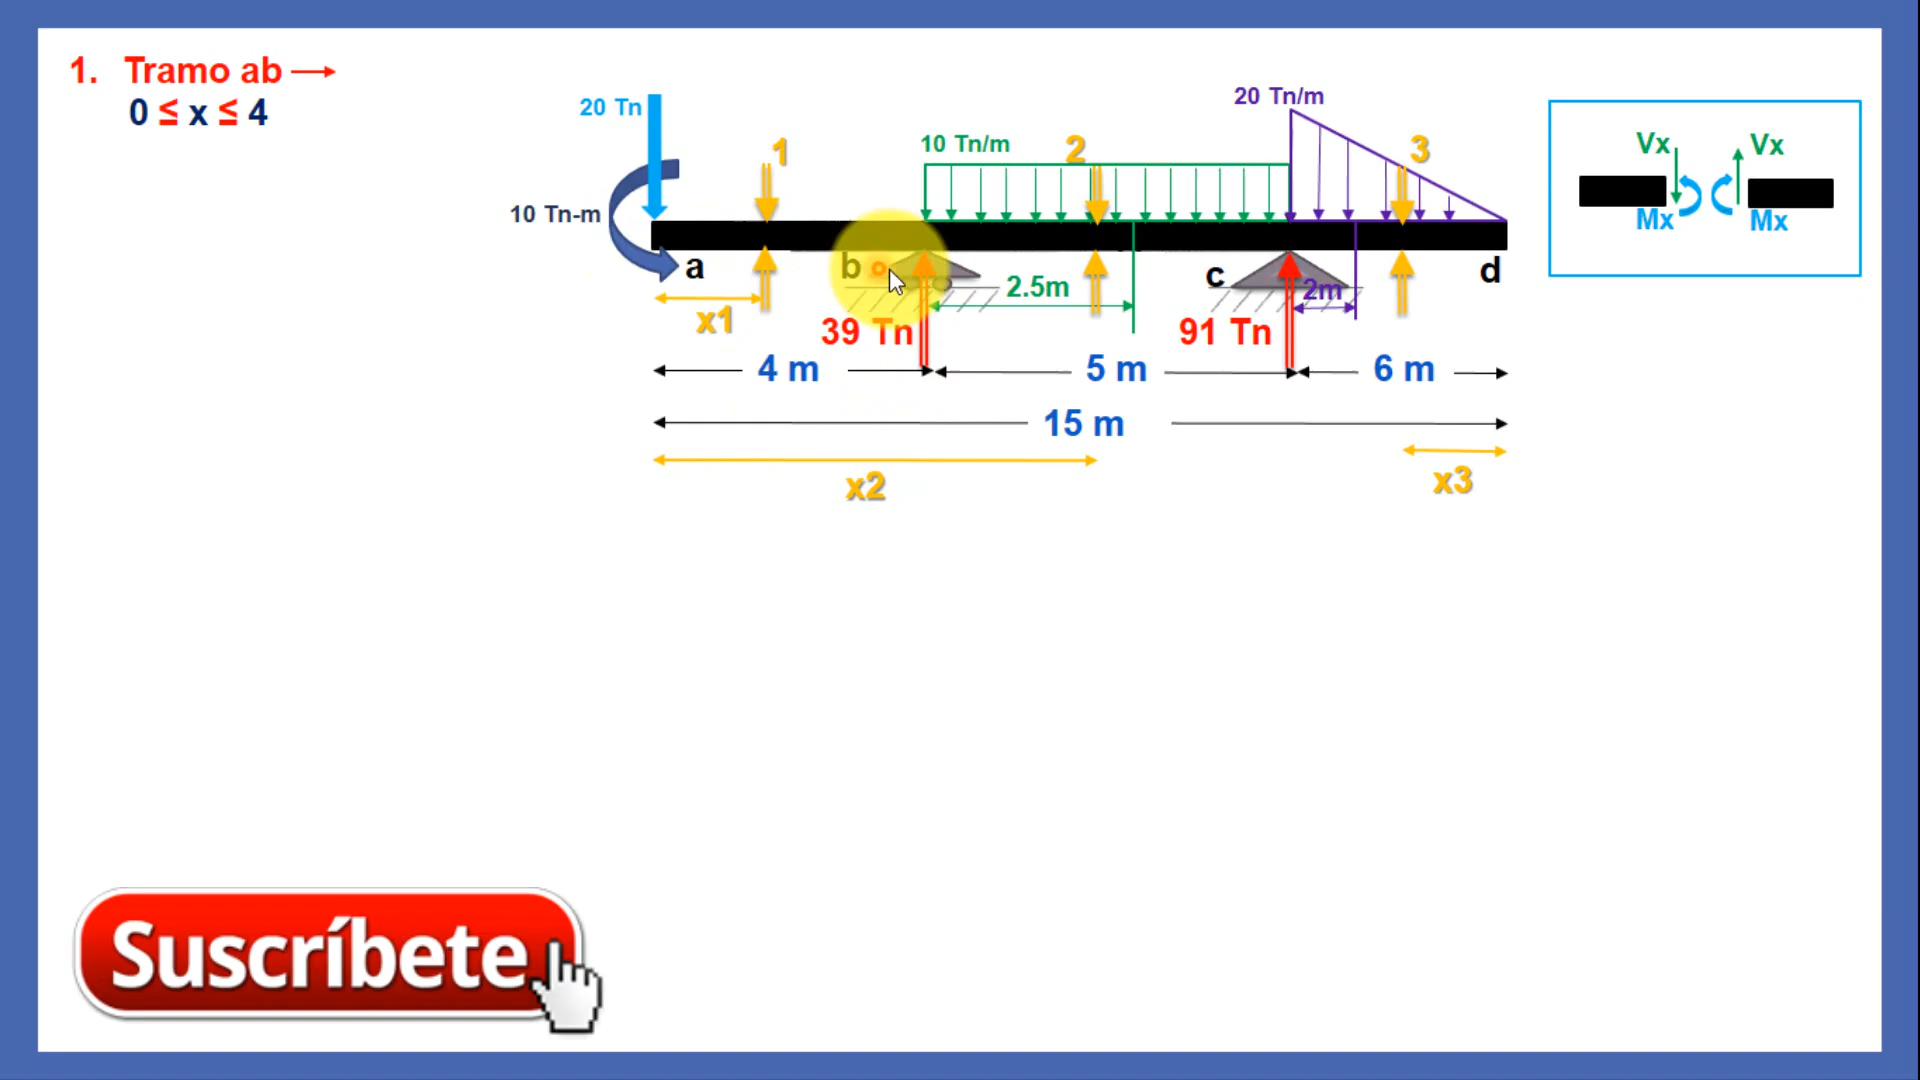 1. Tramo ab
0 ≤ x ≤ 4
20 Tn
10 Tn-m
1
10 Tn/m
2
20 Tn/m
3
Vx Vx
Mx Mx
a
b
c
d
x1
2.5m
2m
39 Tn
91 Tn
4 m
5 m
6 m
15 m
x2
x3
Suscríbete